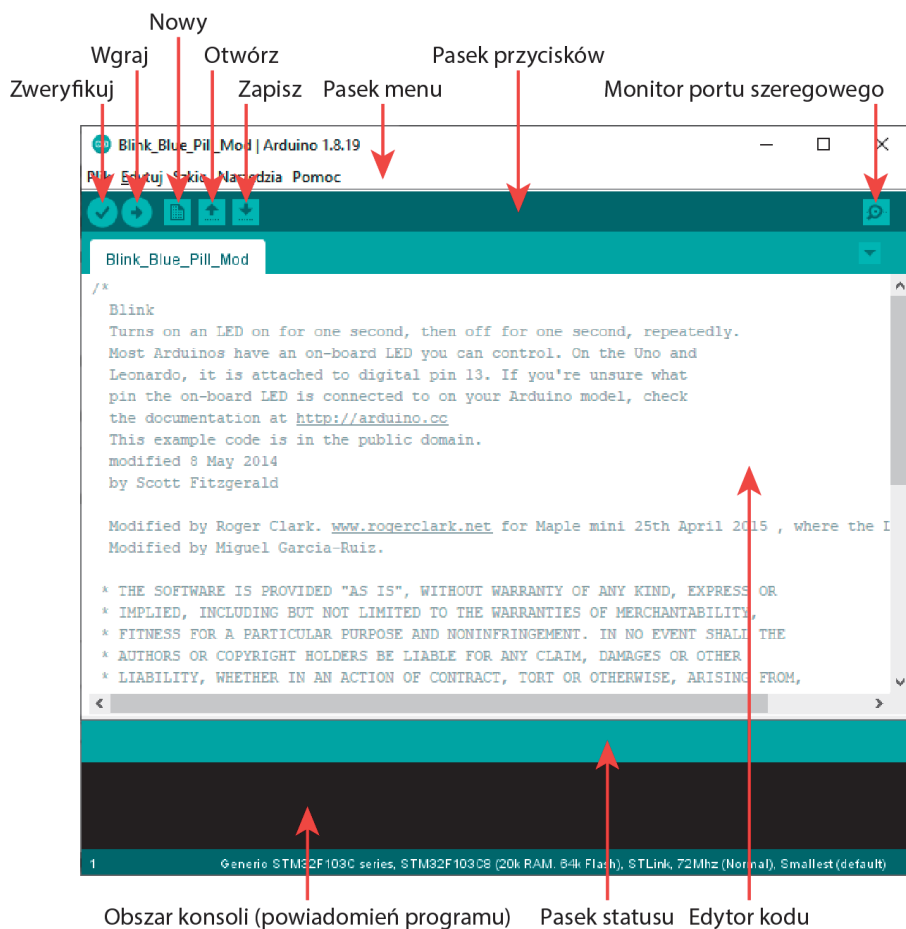 Nowy
Wgraj Otwórz Pasek przycisków
Zweryfikuj Zapisz Pasek menu Monitor portu szeregowego
Blink_Blue_Pill_Mod | Arduino 1.8.19
Plik Edytuj Szkic Narzędzia Pomoc
Blink_Blue_Pill_Mod
/*
Blink
Turns on an LED on for one second, then off for one second, repeatedly.
Most Arduinos have an on-board LED you can control. On the Uno and
Leonardo, it is attached to digital pin 13. If you're unsure what
pin the on-board LED is connected to on your Arduino model, check
the documentation at http://arduino.cc
This example code is in the public domain.
modified 8 May 2014
by Scott Fitzgerald
Modified by Roger Clark. www.rogerclark.net for Maple mini 25th April 2015 , where the
Modified by Miguel Garcia-Ruiz.
* THE SOFTWARE IS PROVIDED "AS IS", WITHOUT WARRANTY OF ANY KIND, EXPRESS OR
* IMPLIED, INCLUDING BUT NOT LIMITED TO THE WARRANTIES OF MERCHANTABILITY,
* FITNESS FOR A PARTICULAR PURPOSE AND NONINFRINGEMENT. IN NO EVENT SHALL THE
* AUTHORS OR COPYRIGHT HOLDERS BE LIABLE FOR ANY CLAIM, DAMAGES OR OTHER
* LIABILITY, WHETHER IN AN ACTION OF CONTRACT, TORT OR OTHERWISE, ARISING FROM,
1 Generio STM32F103C series, STM32F103C8 (20k RAM. 64k Flash), STLink, 72Mhz (Normal), Smallest (default)
Obszar konsoli (powiadomień programu) Pasek statusu Edytor kodu